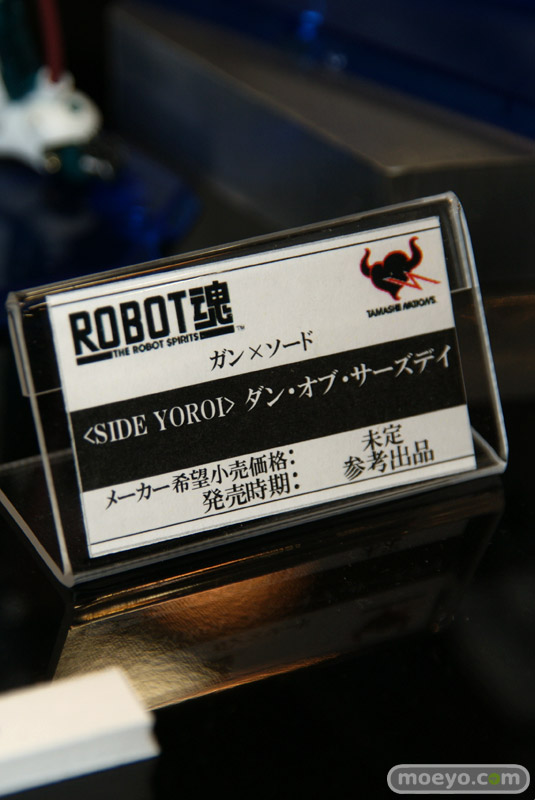 ROBOT魂™
THE ROBOT SPIRITS
TAMASHII NATIONS
ガン×ソード
<SIDE YOROI> ダン・オブ・サーズデイ
メーカー希望小売価格： 未定
発売時期： 参考出品
moeyo.com